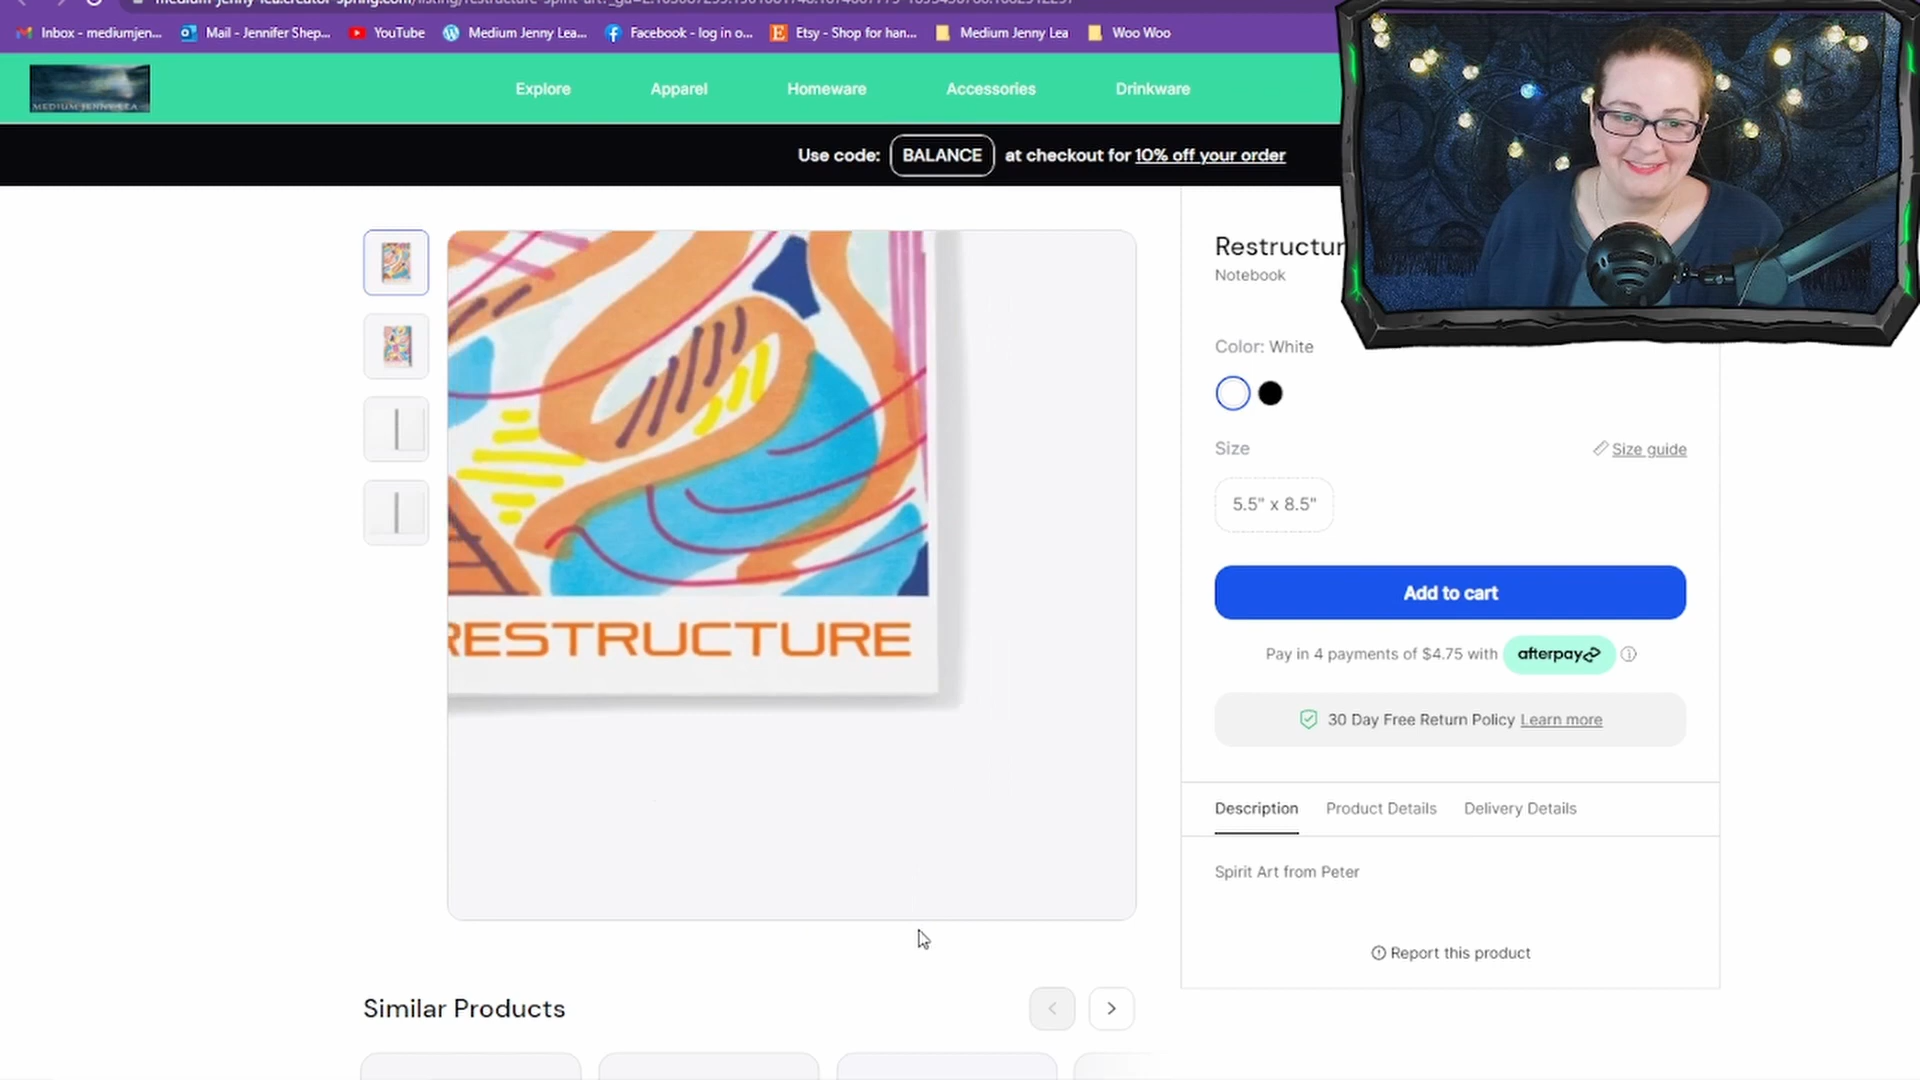 Inbox - mediumjen...
Mail - Jennifer Shep...
YouTube
Medium Jenny Lea...
Facebook - log in o...
Etsy - Shop for han...
Medium Jenny Lea
Woo Woo
MEDIUM JENNY LEA
Explore
Apparel
Homeware
Accessories
Drinkware
Use code: BALANCE at checkout for 10% off your order
Notebook
Color: White
Size
Size guide
5.5" x 8.5"
Add to cart
Pay in 4 payments of $4.75 with afterpay
30 Day Free Return Policy Learn more
Description
Product Details
Delivery Details
Spirit Art from Peter
Report this product
RESTRUCTURE
Similar Products